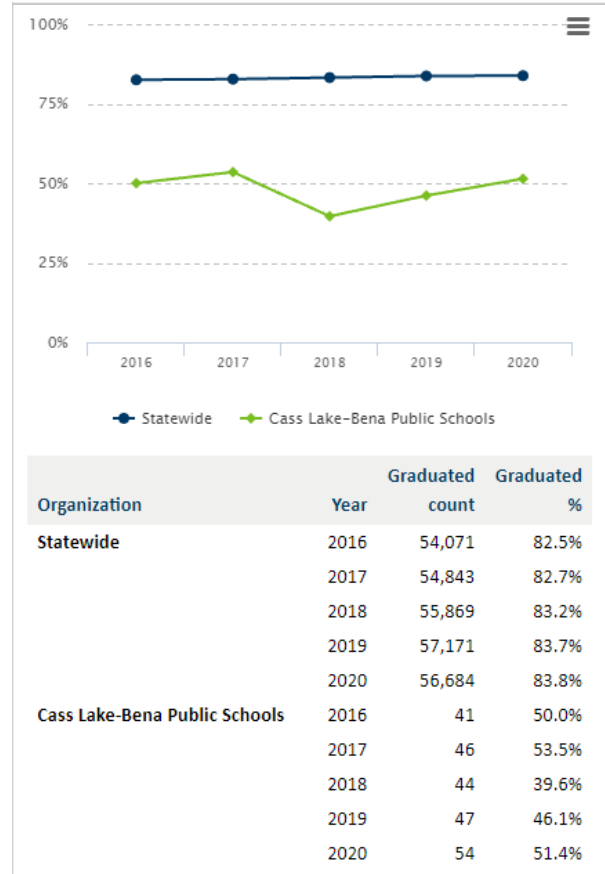 100%
75%
50%
25%
0%
2016 2017 2018 2019 2020
Statewide Cass Lake-Bena Public Schools
Graduated Graduated
Organization Year count %
Statewide 2016 54,071 82.5%
2017 54,843 82.7%
2018 55,869 83.2%
2019 57,171 83.7%
2020 56,684 83.8%
Cass Lake-Bena Public Schools 2016 41 50.0%
2017 46 53.5%
2018 44 39.6%
2019 47 46.1%
2020 54 51.4%